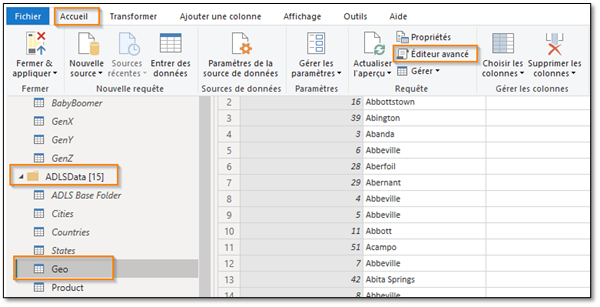 Fichier Accueil Transformer Ajouter une colonne Affichage Outils Aide
Fermer & appliquer
Nouvelle source
Sources récentes
Entrer des données
Paramètres de la source de données
Gérer les paramètres
Actualiser l'aperçu
Propriétés
Éditeur avancé
Gérer
Choisir les colonnes
Supprimer les colonnes
Fermer Nouvelle requête Sources de données Paramètres Requête Gérer les colonnes
BabyBoomer
GenX
GenY
GenZ
ADLSData [15]
ADLS Base Folder
Cities
Countries
States
Geo
Product
2 16 Abbottstown
3 39 Abington
4 3 Abanda
5 6 Abbeville
6 28 Aberfoil
7 29 Abernant
8 4 Abbeville
9 5 Abbeville
10 11 Abbott
11 51 Acampo
12 7 Abbeville
13 42 Abita Springs
14 8 Abbeville